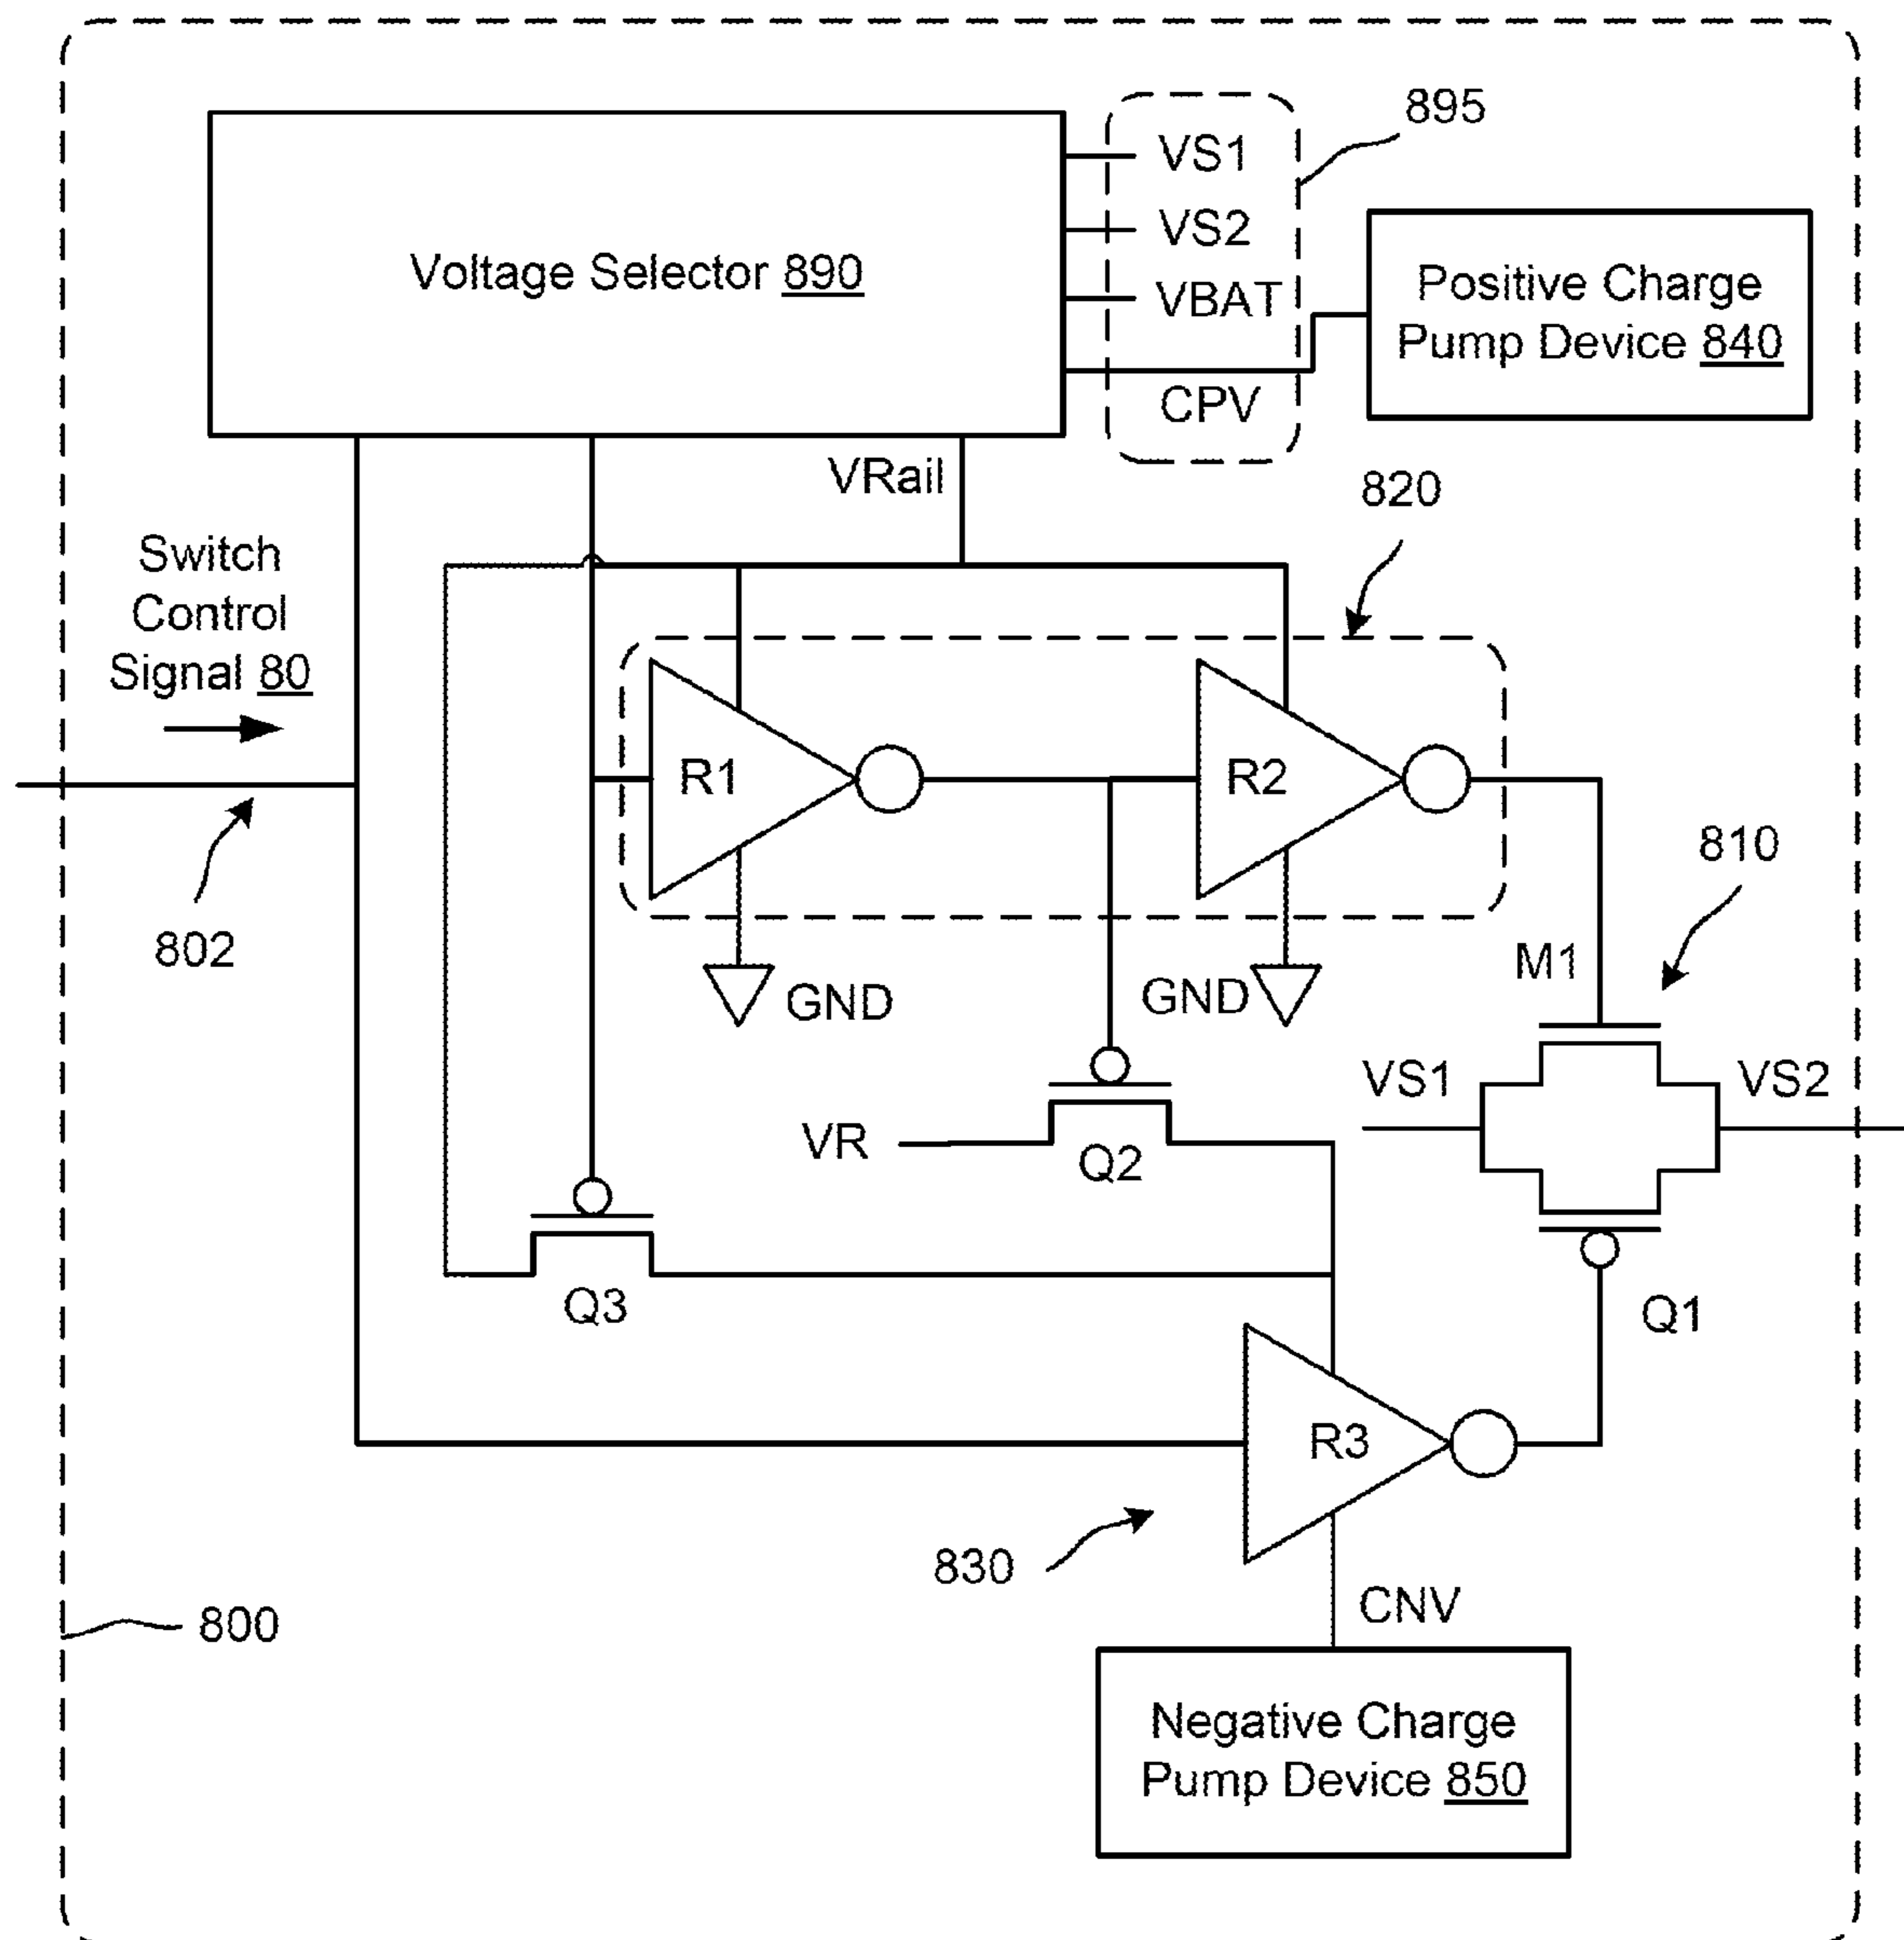 895
VS1
VS2
VBAT
CPV
Voltage Selector 890
Positive Charge
Pump Device 840
VRail
820
Switch
Control
Signal 80
R1
R2
810
802
M1
GND
GND
VS1
VS2
VR
Q2
Q3
Q1
R3
830
CNV
800
Negative Charge
Pump Device 850